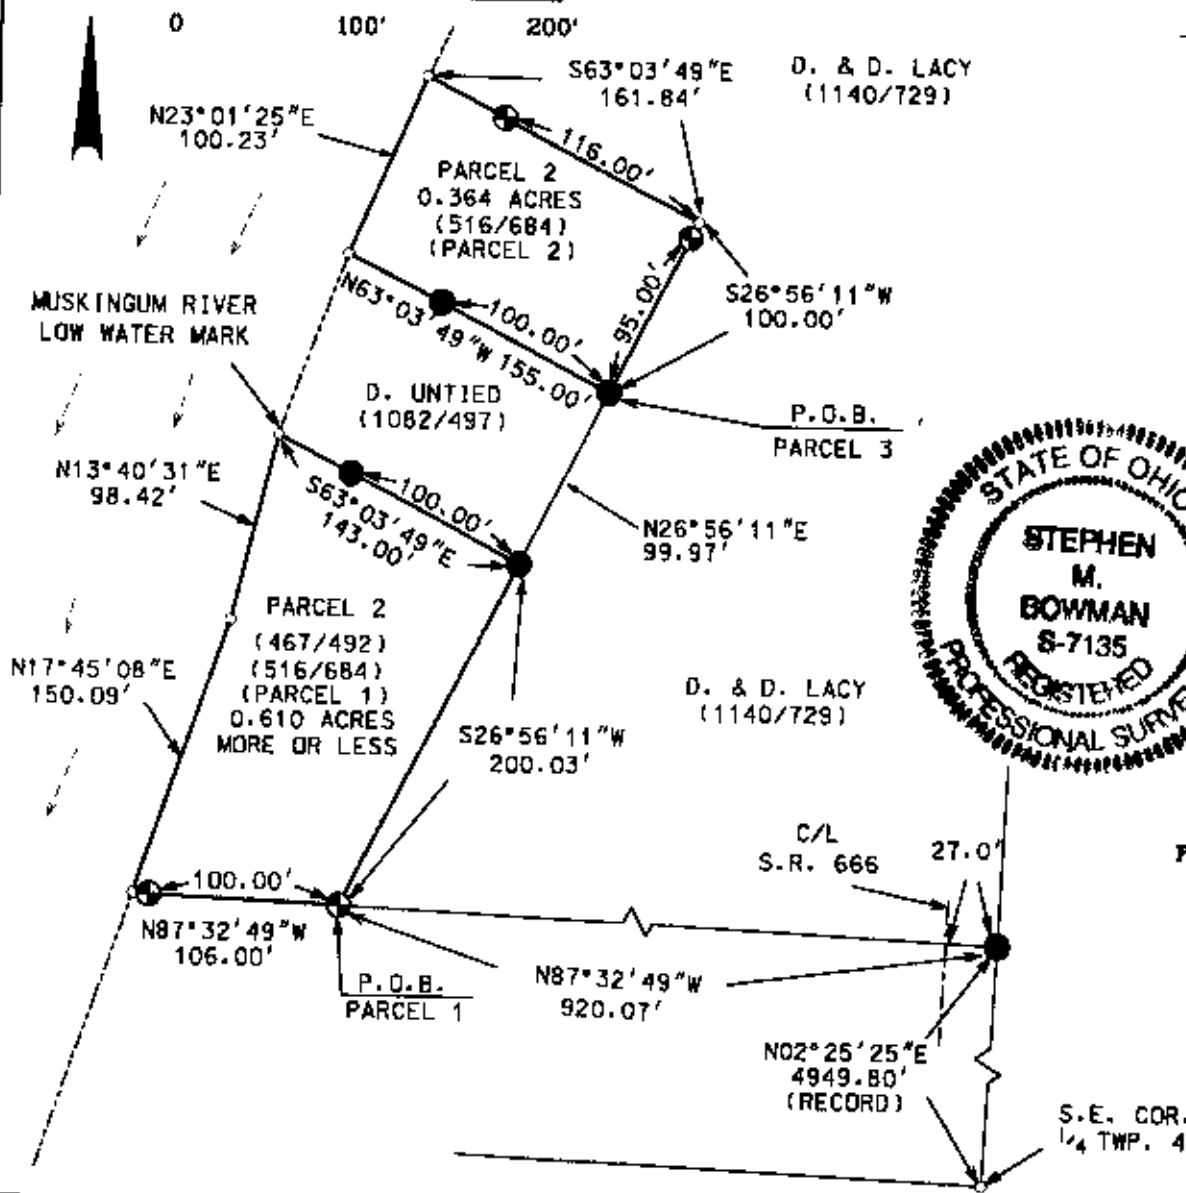 0 100' 200'
S63°03'49"E
161.84'
D. & D. LACY
(1140/729)
N23°01'25"E
100.23'
116.00'
PARCEL 2
0.364 ACRES
(516/684)
(PARCEL 2)
95.00'
S26°56'11"W
100.00'
MUSKINGUM RIVER
LOW WATER MARK
100.00'
N63°03'49"W 155.00'
D. UNTIED
(1082/497)
P.O.B.
PARCEL 3
N13°40'31"E
98.42'
100.00'
S63°03'49"E
143.00'
N26°56'11"E
99.97'
STATE OF OHIO
STEPHEN
M.
BOWMAN
S-7135
REGISTERED
PROFESSIONAL SURVE
PARCEL 2
(467/492)
(516/684)
(PARCEL 1)
0.610 ACRES
MORE OR LESS
N17°45'08"E
150.09'
D. & D. LACY
(1140/729)
S26°56'11"W
200.03'
C/L
S.R. 666
27.0'
100.00'
N87°32'49"W
106.00'
P.O.B.
PARCEL 1
N87°32'49"W
920.07'
N02°25'25"E
4949.80'
(RECORD)
S.E. COR.
1/4 TWP. 4